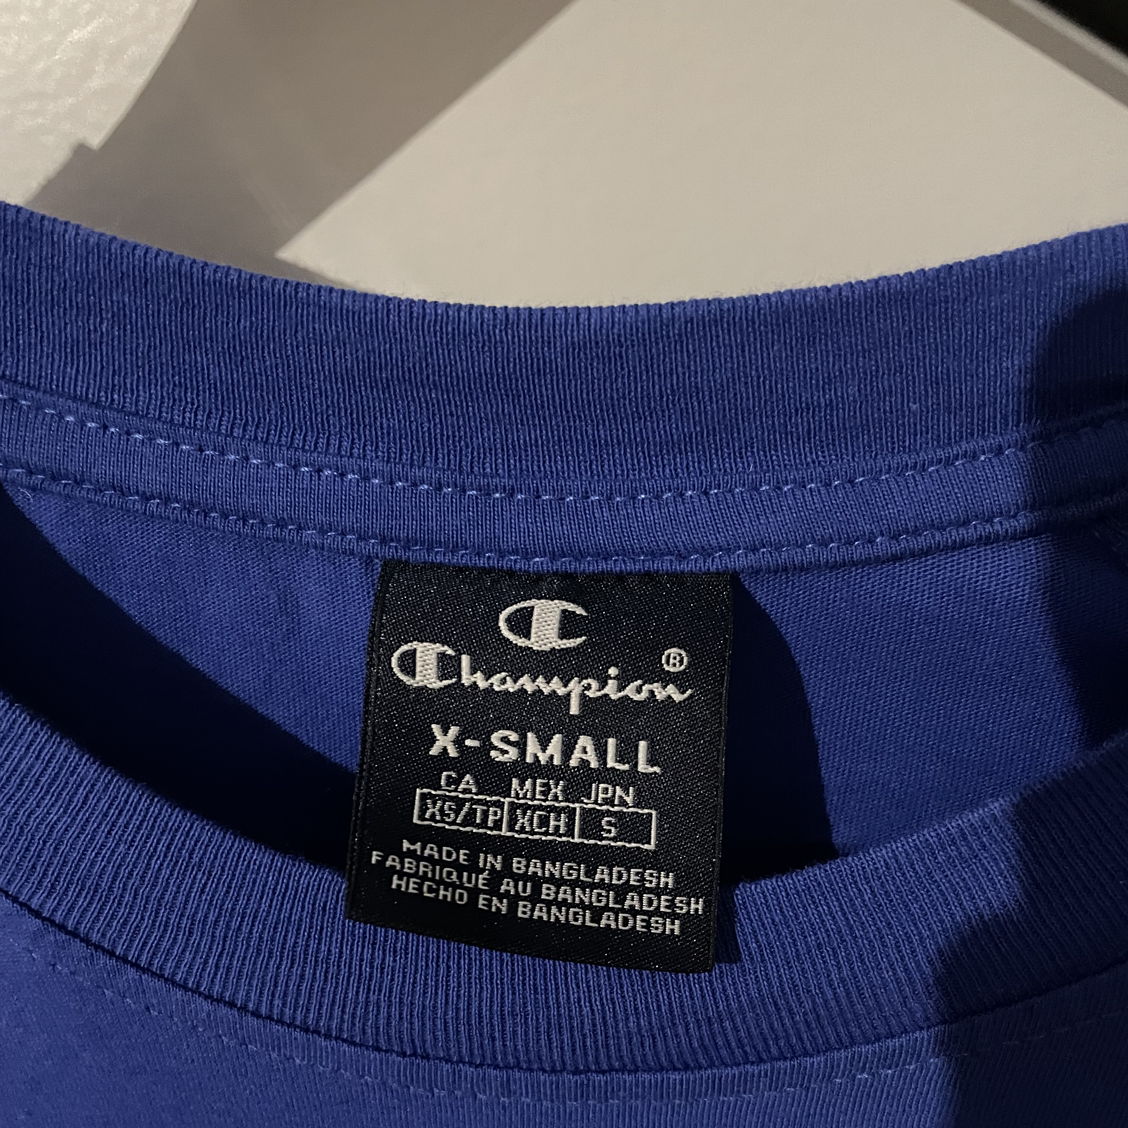 Champion®
X-SMALL
CA MEX JPN
XS/TP XCH S
MADE IN BANGLADESH
FABRIQUÉ AU BANGLADESH
HECHO EN BANGLADESH